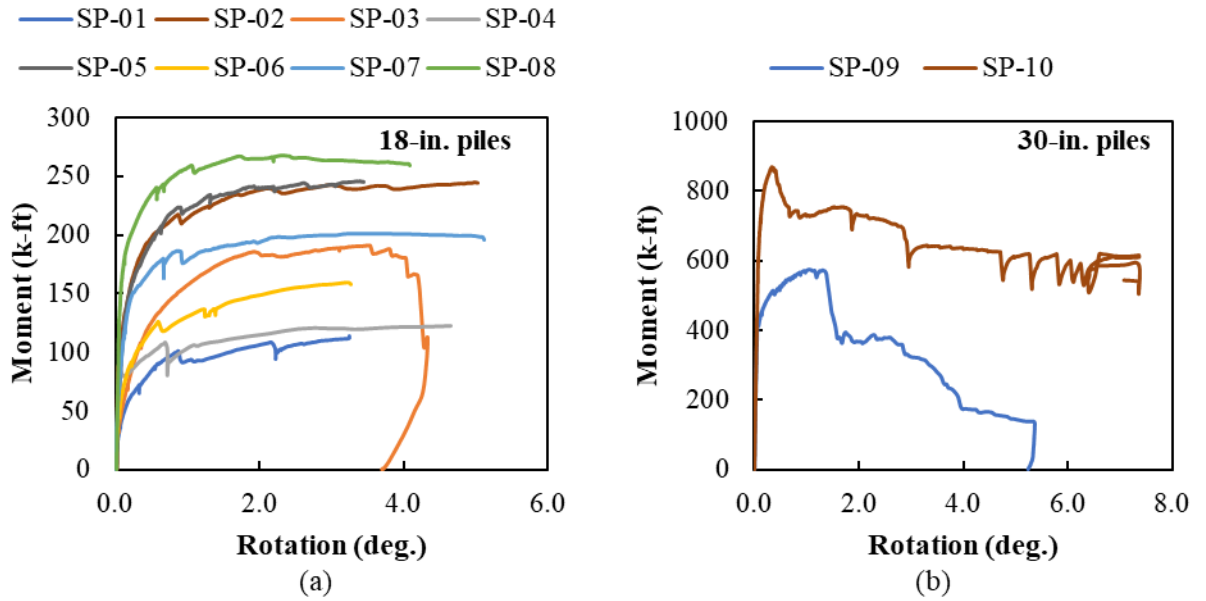 SP-01 SP-02 SP-03 SP-04
SP-05 SP-06 SP-07 SP-08
300
250
200
150
100
50
0
Moment (k-ft)
18-in. piles
0.0 2.0 4.0 6.0
Rotation (deg.)
(a)
SP-09 SP-10
1000
800
600
400
200
0
Moment (k-ft)
30-in. piles
0.0 2.0 4.0 6.0 8.0
Rotation (deg.)
(b)